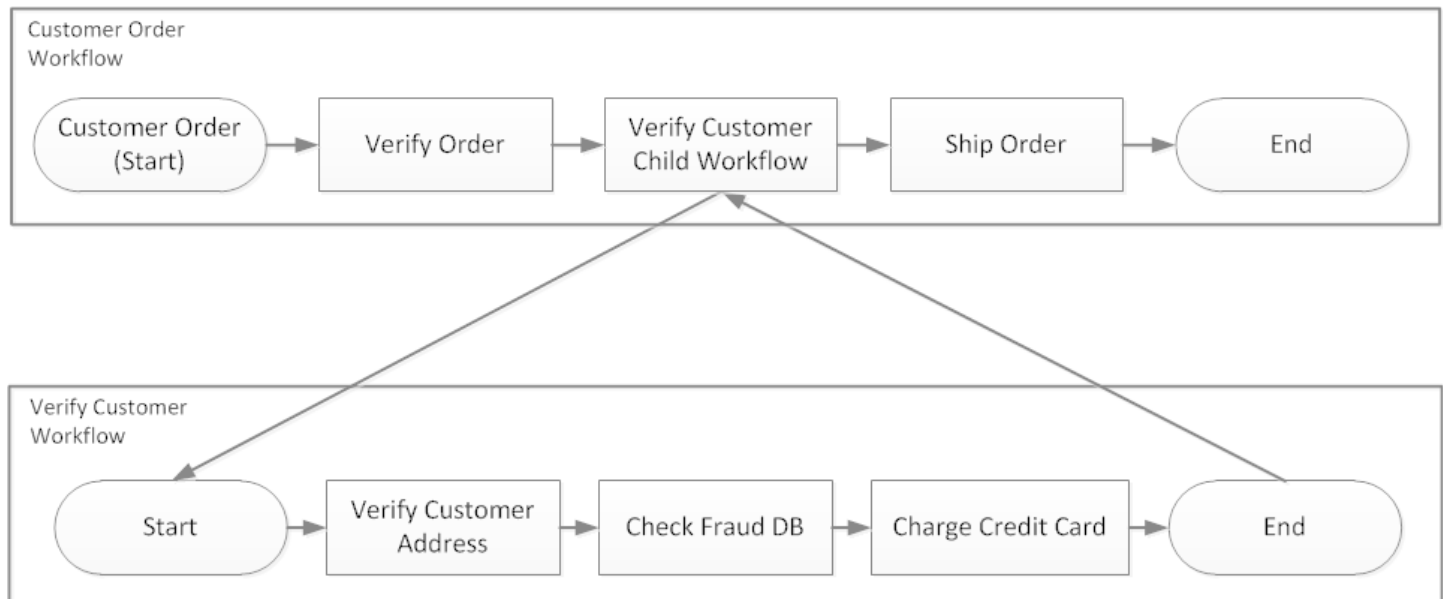 Customer Order
Workflow
Customer Order
(Start)
Verify Order
Verify Customer
Child Workflow
Ship Order
End
Verify Customer
Workflow
Start
Verify Customer
Address
Check Fraud DB
Charge Credit Card
End